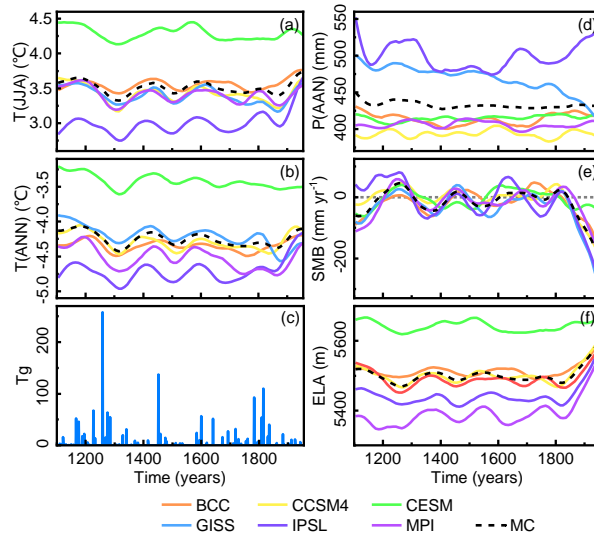 (a)
T(JJA) (℃)
4.5
4.0
3.5
3.0
(d)
P(AAN) (mm)
550
500
450
400
(b)
T(ANN) (℃)
-3.5
-4.0
-4.5
-5.0
(e)
SMB (mm yr-1)
0
-200
(c)
Tg
200
100
0
1200 1400 1600 1800
Time (years)
(f)
ELA (m)
5600
5400
1200 1400 1600 1800
Time (years)
BCC CCSM4 CESM
GISS IPSL MPI MC